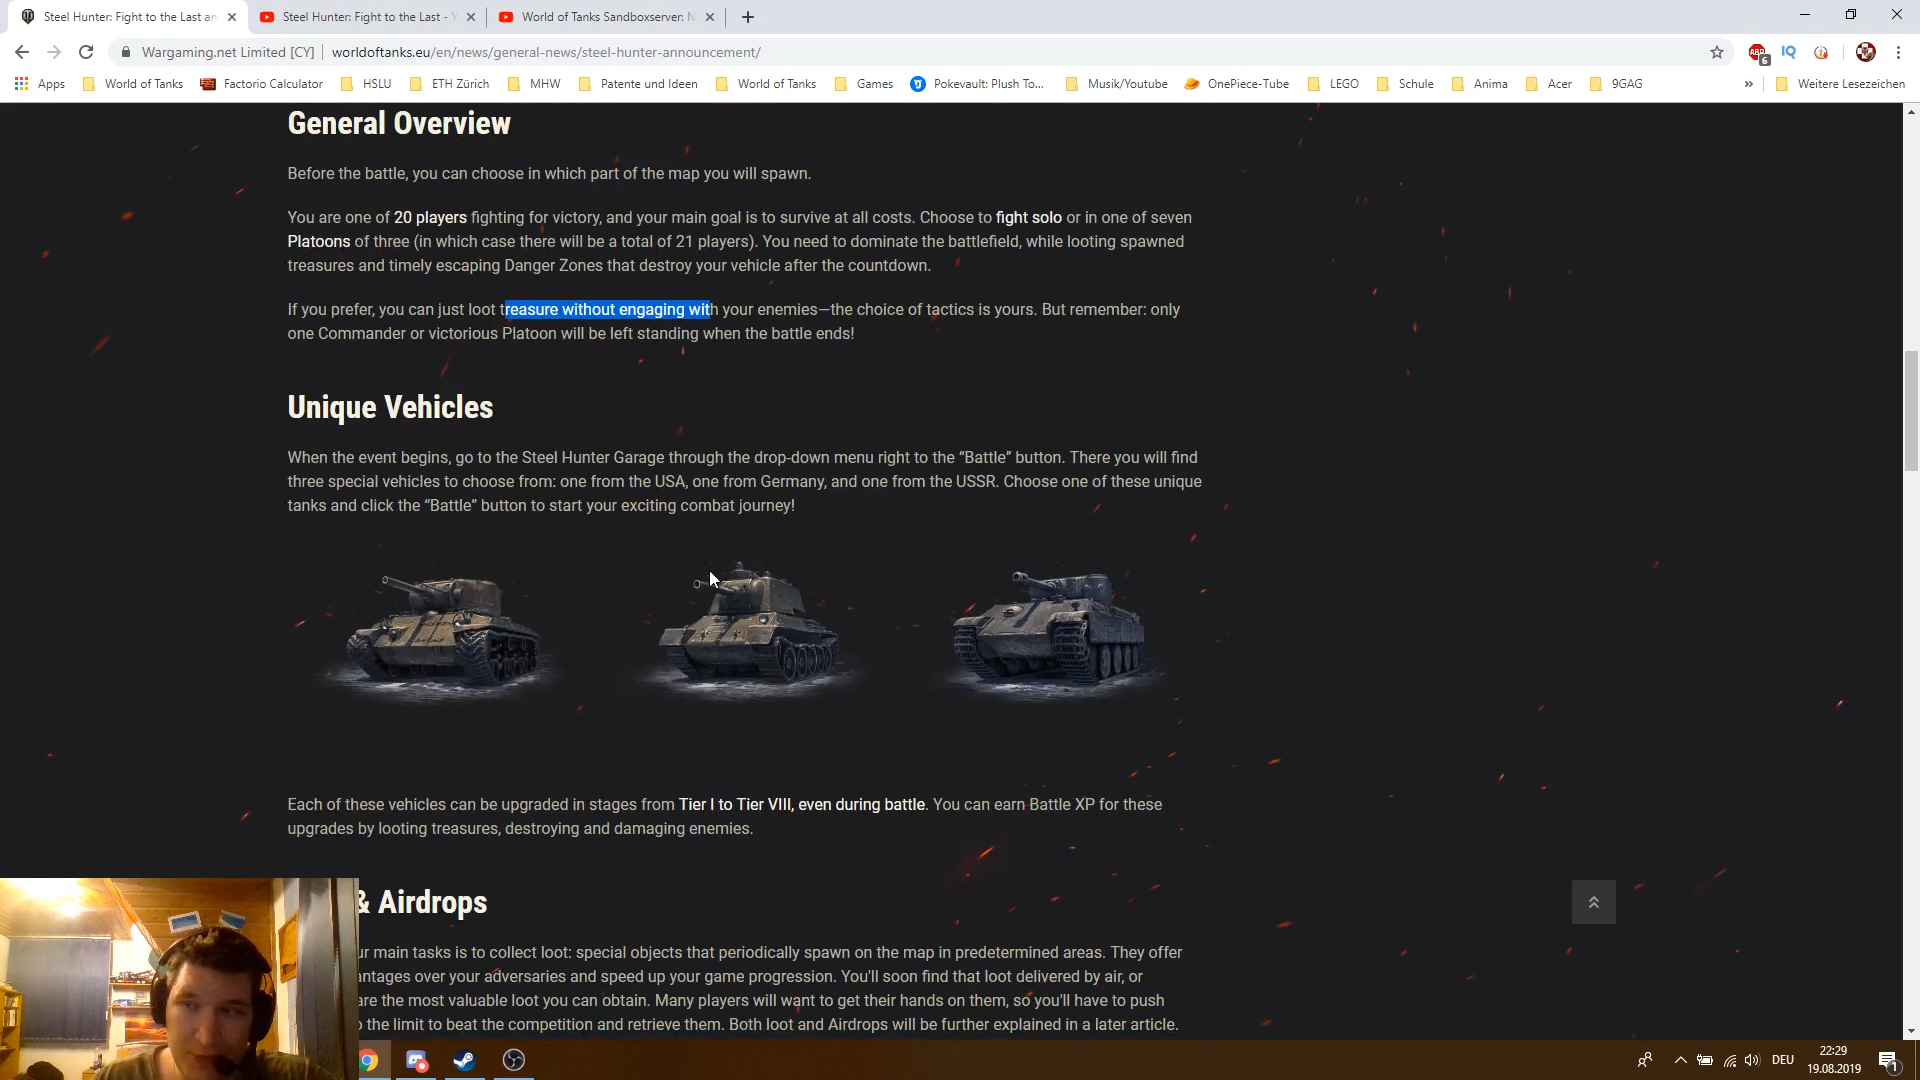 Steel Hunter: Fight to the Last an
Steel Hunter: Fight to the Last - Y
World of Tanks Sandboxserver: N
Wargaming.net Limited [CY] | worldoftanks.eu/en/news/general-news/steel-hunter-announcement/
ABP
6
IQ
Apps
World of Tanks
Factorio Calculator
HSLU
ETH Zürich
MHW
Patente und Ideen
World of Tanks
Games
Pokevault: Plush To...
Musik/Youtube
OnePiece-Tube
LEGO
Schule
Anima
Acer
9GAG
»
Weitere Lesezeichen
General Overview
Before the battle, you can choose in which part of the map you will spawn.
You are one of 20 players fighting for victory, and your main goal is to survive at all costs. Choose to fight solo or in one of seven
Platoons of three (in which case there will be a total of 21 players). You need to dominate the battlefield, while looting spawned
treasures and timely escaping Danger Zones that destroy your vehicle after the countdown.
If you prefer, you can just loot treasure without engaging with your enemies—the choice of tactics is yours. But remember: only
one Commander or victorious Platoon will be left standing when the battle ends!
Unique Vehicles
When the event begins, go to the Steel Hunter Garage through the drop-down menu right to the “Battle” button. There you will find
three special vehicles to choose from: one from the USA, one from Germany, and one from the USSR. Choose one of these unique
tanks and click the “Battle” button to start your exciting combat journey!
Each of these vehicles can be upgraded in stages from Tier I to Tier VIII, even during battle. You can earn Battle XP for these
upgrades by looting treasures, destroying and damaging enemies.
& Airdrops
ur main tasks is to collect loot: special objects that periodically spawn on the map in predetermined areas. They offer
antages over your adversaries and speed up your game progression. You'll soon find that loot delivered by air, or
are the most valuable loot you can obtain. Many players will want to get their hands on them, so you'll have to push
o the limit to beat the competition and retrieve them. Both loot and Airdrops will be further explained in a later article.
DEU
22:29
19.08.2019
1